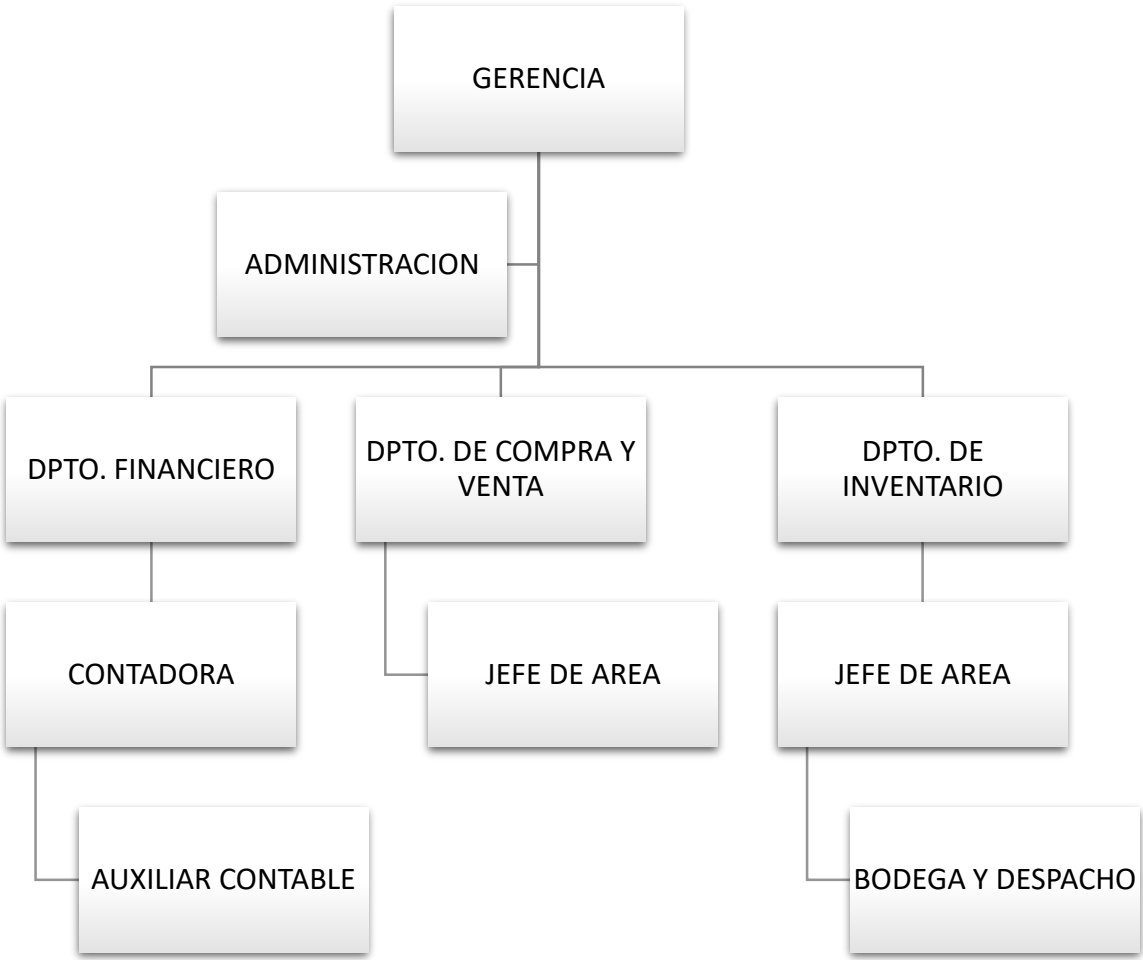 GERENCIA
ADMINISTRACION
DPTO. FINANCIERO
DPTO. DE COMPRA Y
VENTA
DPTO. DE
INVENTARIO
CONTADORA
JEFE DE AREA
JEFE DE AREA
AUXILIAR CONTABLE
BODEGA Y DESPACHO